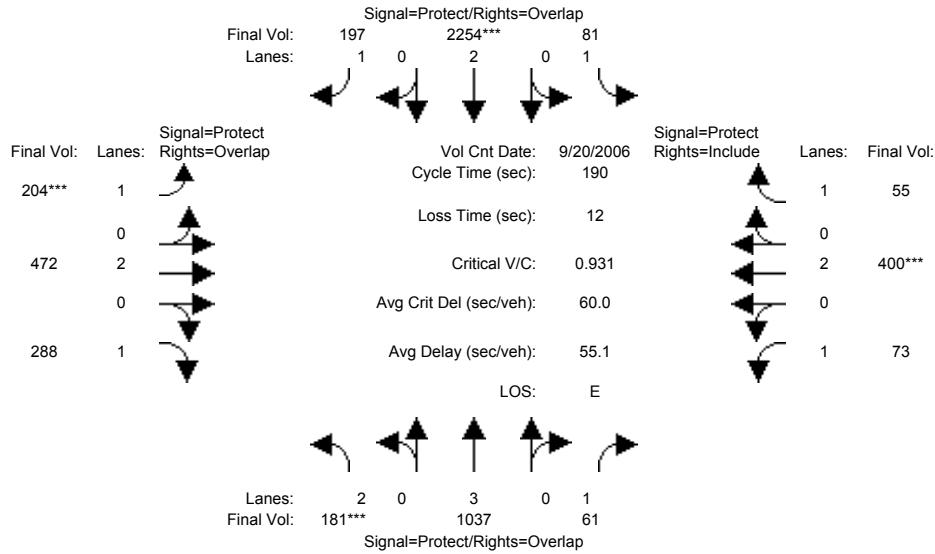 Signal=Protect/Rights=Overlap
Final Vol: 197 2254*** 81
Lanes: 1 0 2 0 1
Signal=Protect
Final Vol: Lanes: Rights=Overlap
Vol Cnt Date: 9/20/2006
Cycle Time (sec): 190
Signal=Protect
Rights=Include Lanes: Final Vol:
204*** 1
1 55
Loss Time (sec): 12
0
0
472 2
Critical V/C: 0.931
2 400***
0
Avg Crit Del (sec/veh): 60.0
0
288 1
Avg Delay (sec/veh): 55.1
1 73
LOS: E
Lanes: 2 0 3 0 1
Final Vol: 181*** 1037 61
Signal=Protect/Rights=Overlap